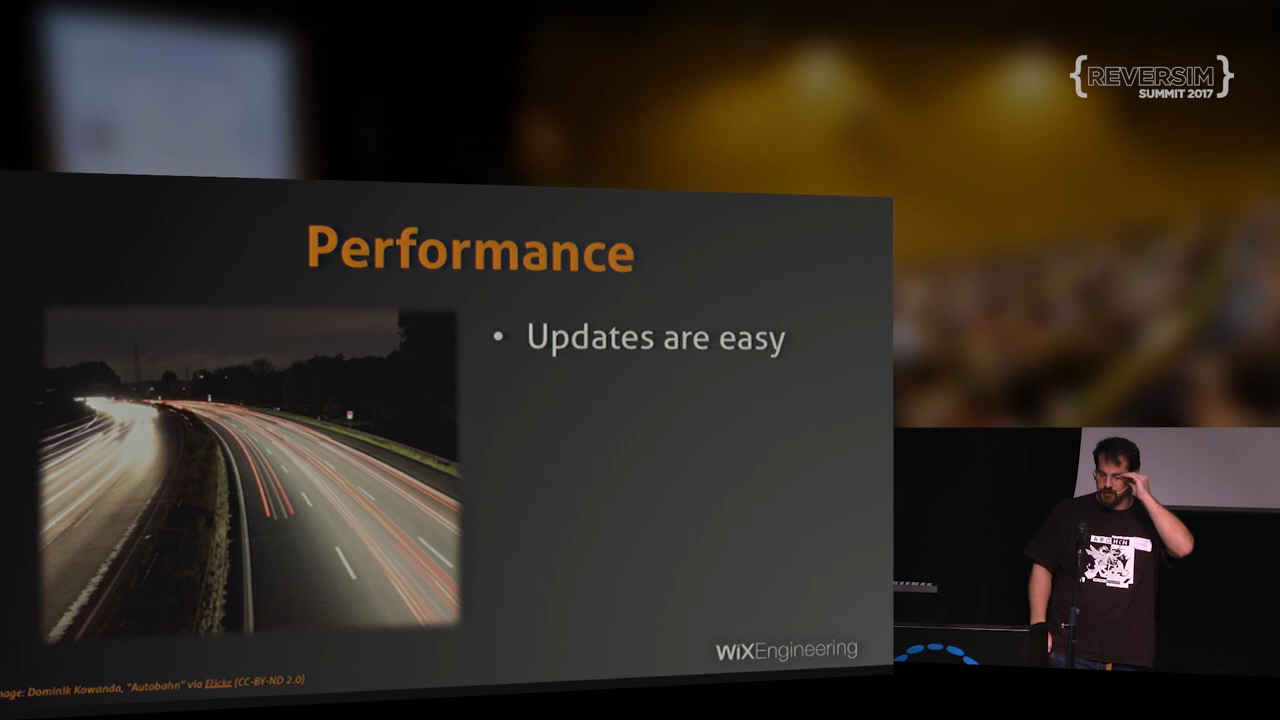 {REVERSIM}
SUMMIT 2017
Performance
• Updates are easy
WiXEngineering
mage: Dominik Kowanda, "Autobahn" via Flickr (CC-BY-ND 2.0)